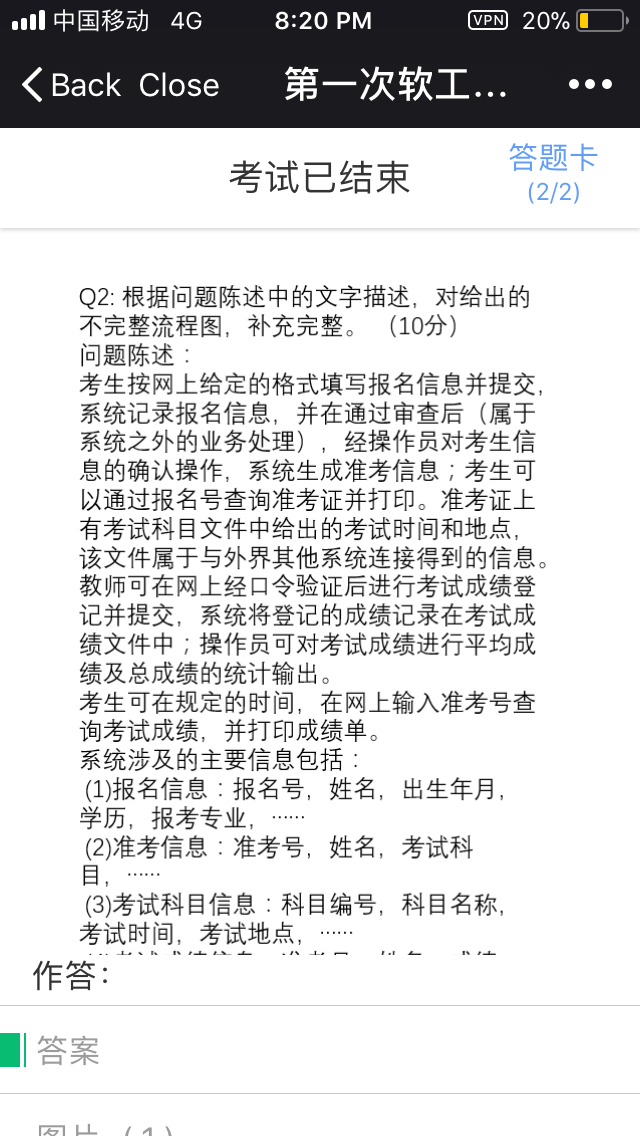 中国移动 4G 8:20 PM VPN 20%
Back Close 第一次软工... •••
考试已结束
答题卡
(2/2)
Q2: 根据问题陈述中的文字描述，对给出的
不完整流程图，补充完整。 （10分）
问题陈述：
考生按网上给定的格式填写报名信息并提交，
系统记录报名信息，并在通过审查后（属于
系统之外的业务处理），经操作员对考生信
息的确认操作，系统生成准考信息；考生可
以通过报名号查询准考证并打印。准考证上
有考试科目文件中给出的考试时间和地点，
该文件属于与外界其他系统连接得到的信息。
教师可在网上经口令验证后进行考试成绩登
记并提交，系统将登记的成绩记录在考试成
绩文件中；操作员可对考试成绩进行平均成
绩及总成绩的统计输出。
考生可在规定的时间，在网上输入准考号查
询考试成绩，并打印成绩单。
系统涉及的主要信息包括：
(1)报名信息：报名号，姓名，出生年月，
学历，报考专业，······
(2)准考信息：准考号，姓名，考试科
目，······
(3)考试科目信息：科目编号，科目名称，
考试时间，考试地点，······
作答：
答案
图片（1）